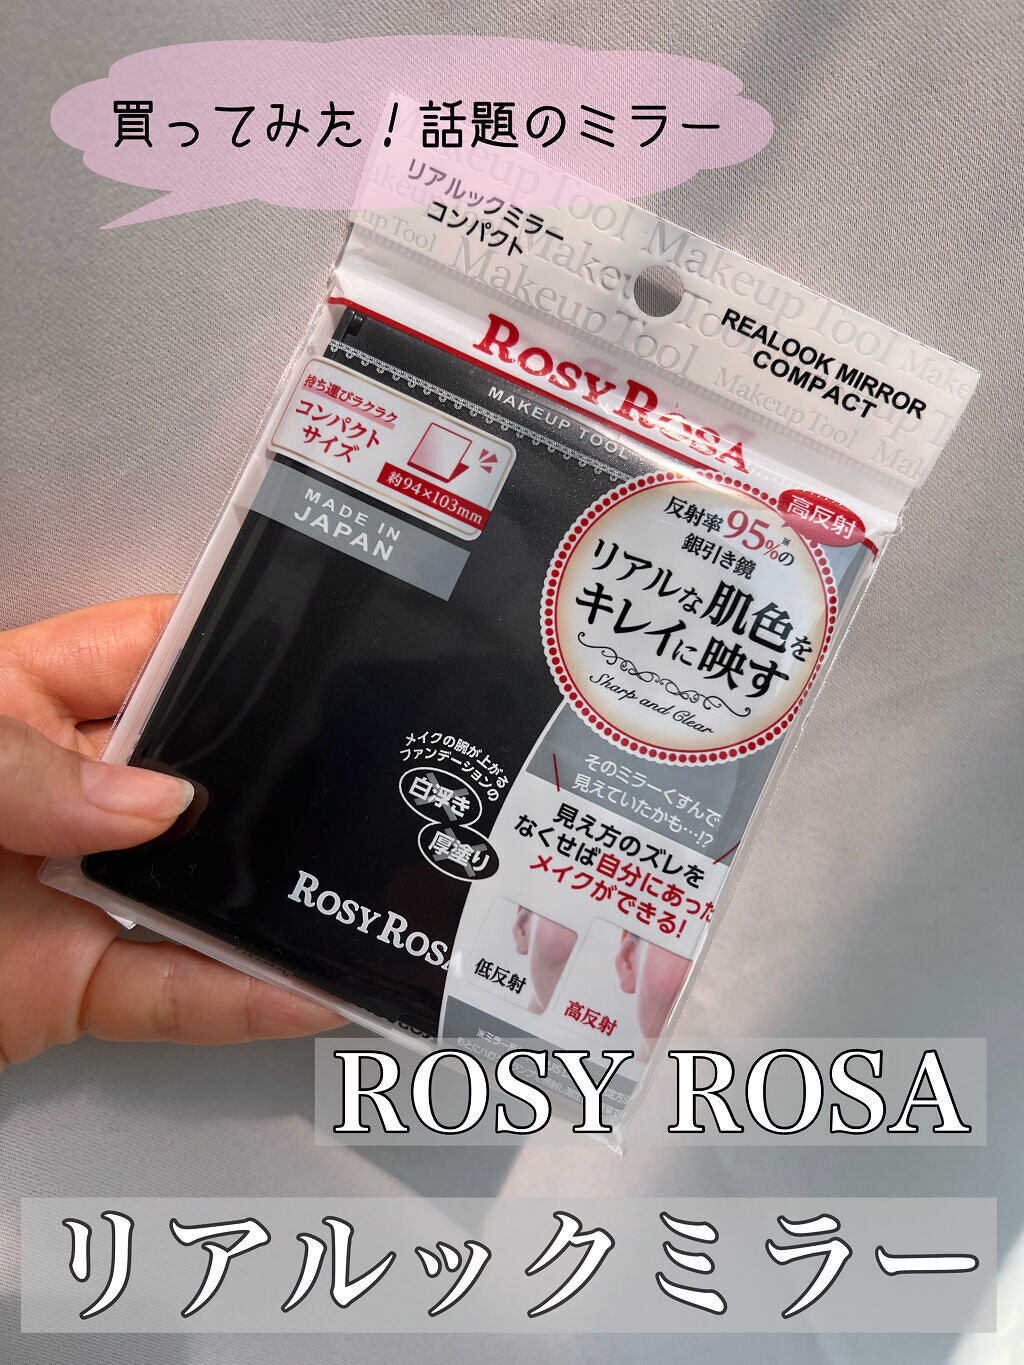 買ってみた！話題のミラー
リアルックミラー
コンパクト
REALOOK MIRROR
COMPACT
ROSY ROSA
MAKEUP TOOL
持ち運びラクラク
コンパクト
サイズ
約94×103mm
MADE IN
JAPAN
高反射
反射率95%※の
銀引き鏡
リアルな肌色を
キレイに映す
Sharp and Clear
メイクの腕が上がる
ファンデーションの
白浮き
厚塗り
そのミラーくすんで
見えていたかも…!?
見え方のズレを
なくせば自分にあった
メイクができる!
低反射
高反射
ROSY ROSA
ROSY ROSA
リアルックミラー